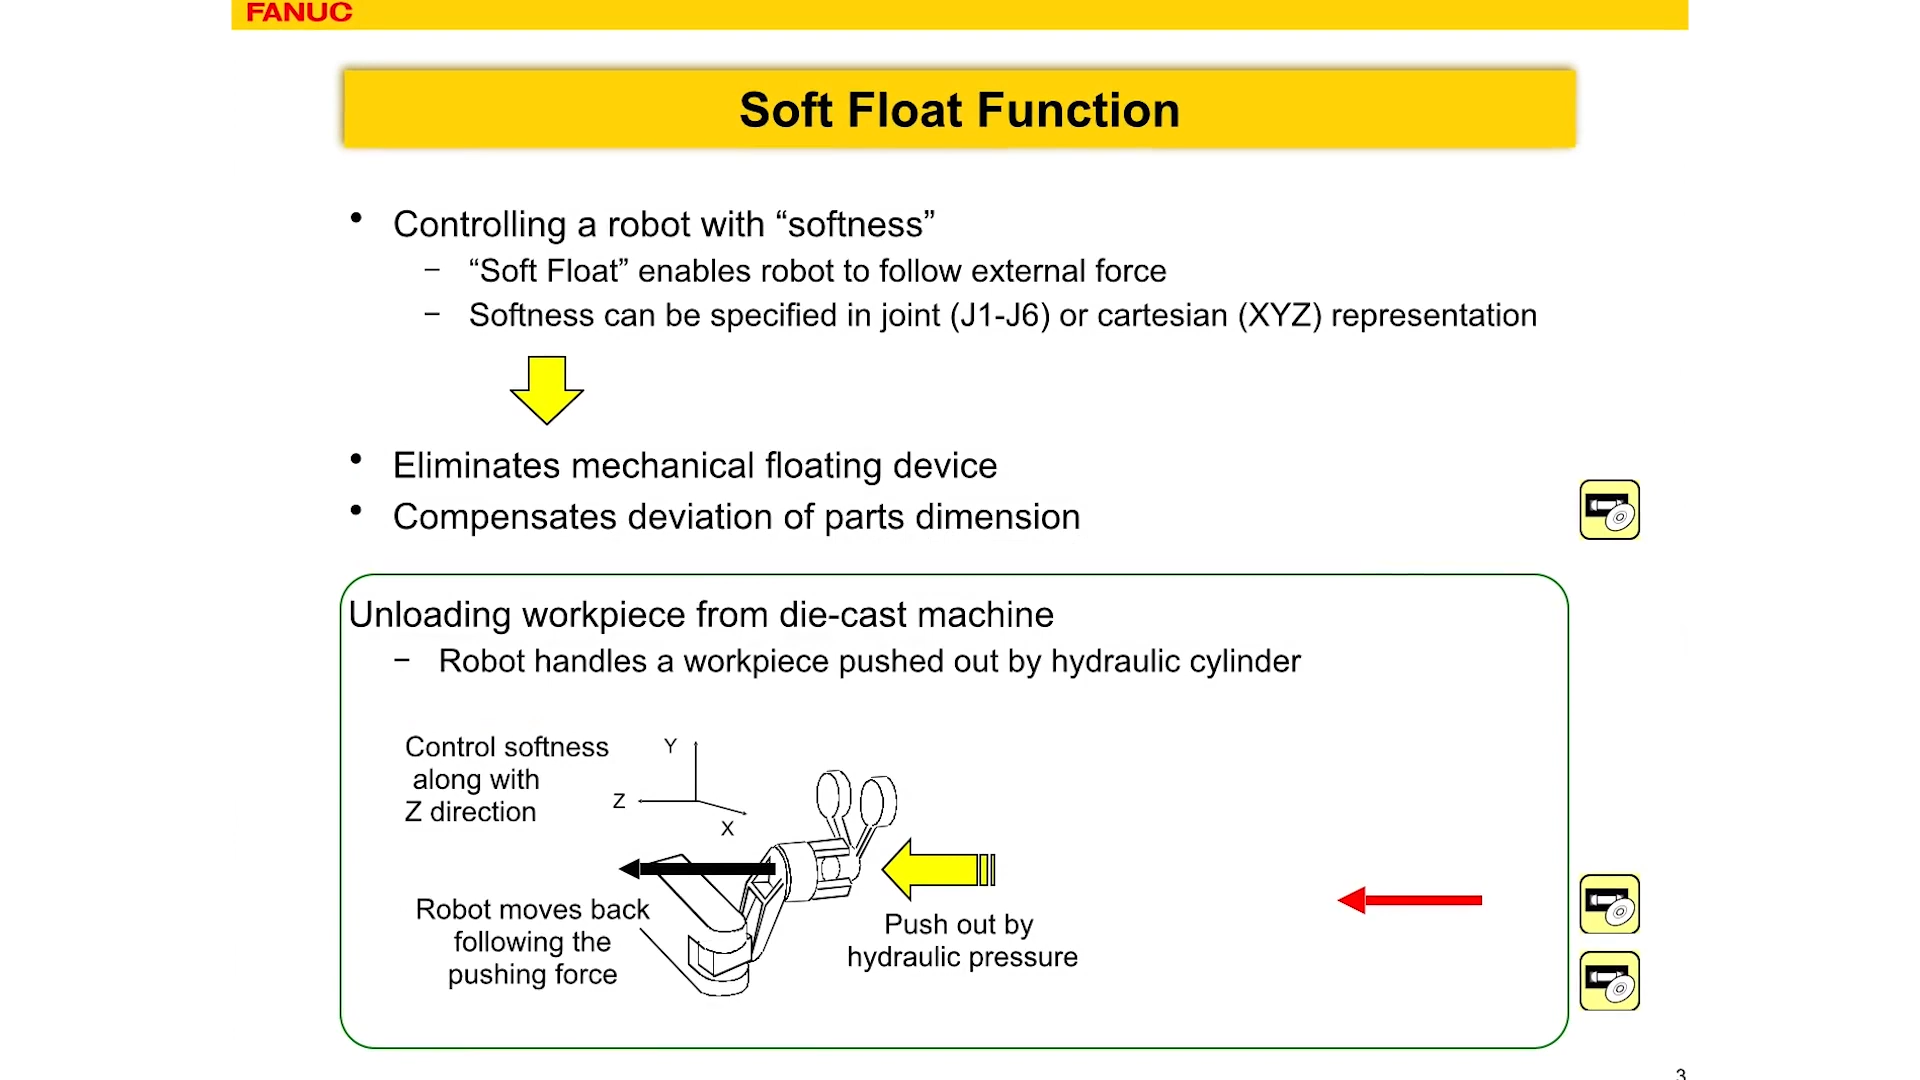 FANUC
Soft Float Function
• Controlling a robot with “softness”
– “Soft Float” enables robot to follow external force
– Softness can be specified in joint (J1-J6) or cartesian (XYZ) representation
• Eliminates mechanical floating device
• Compensates deviation of parts dimension
Unloading workpiece from die-cast machine
– Robot handles a workpiece pushed out by hydraulic cylinder
Control softness
along with
Z direction
Y
Z
X
Robot moves back
following the
pushing force
Push out by
hydraulic pressure
3